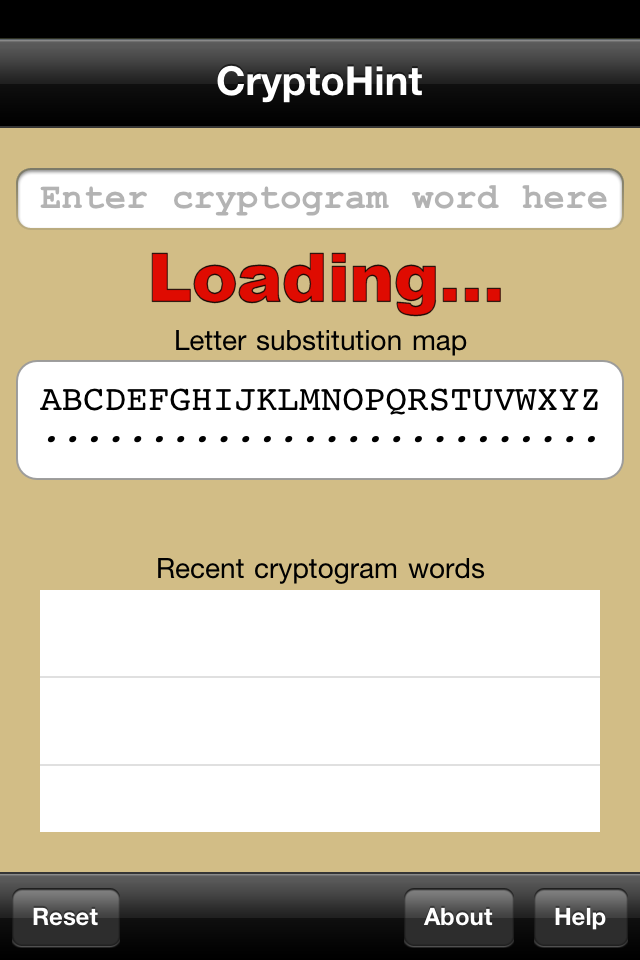 CryptoHint
Enter cryptogram word here
Loading...
Letter substitution map
ABCDEFGHIJKLMNOPQRSTUVWXYZ
..........................
Recent cryptogram words
Reset About Help